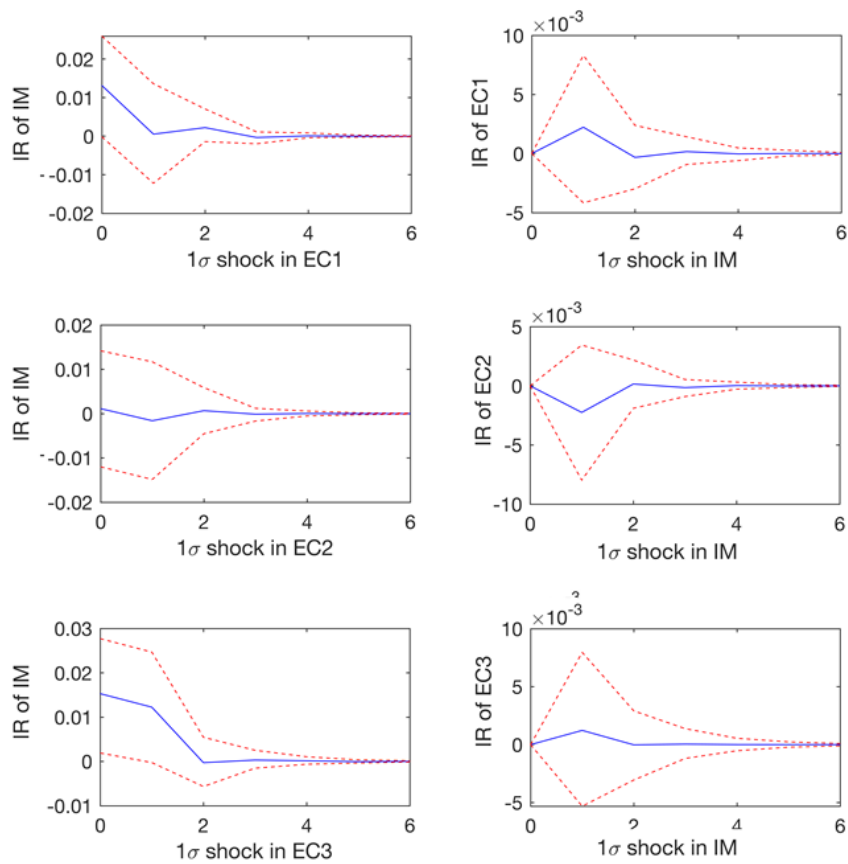 ×10⁻³
0.02
0.01
0
-0.01
-0.02
IR of IM
0 2 4 6
1σ shock in EC1
10
5
0
-5
IR of EC1
0 2 4 6
1σ shock in IM
0.02
0.01
0
-0.01
-0.02
IR of IM
0 2 4 6
1σ shock in EC2
×10⁻³
5
0
-5
-10
IR of EC2
0 2 4 6
1σ shock in IM
0.03
0.02
0.01
0
-0.01
IR of IM
0 2 4 6
1σ shock in EC3
×10⁻³
10
5
0
-5
IR of EC3
0 2 4 6
1σ shock in IM